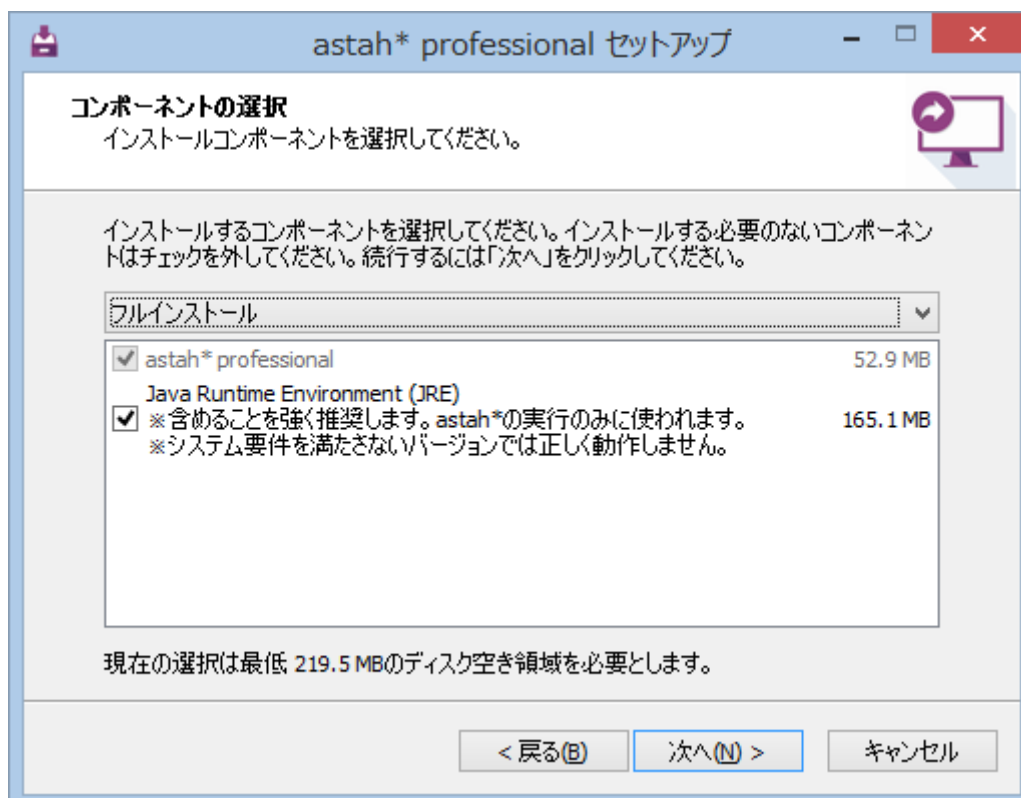 astah* professional セットアップ
コンポーネントの選択
インストールコンポーネントを選択してください。
インストールするコンポーネントを選択してください。インストールする必要のないコンポーネン
トはチェックを外してください。続行するには「次へ」をクリックしてください。
フルインストール
astah* professional 52.9 MB
Java Runtime Environment (JRE)
※含めることを強く推奨します。astah*の実行のみに使われます。 165.1 MB
※システム要件を満たさないバージョンでは正しく動作しません。
現在の選択は最低 219.5 MBのディスク空き領域を必要とします。
< 戻る(B) 次へ(N) > キャンセル